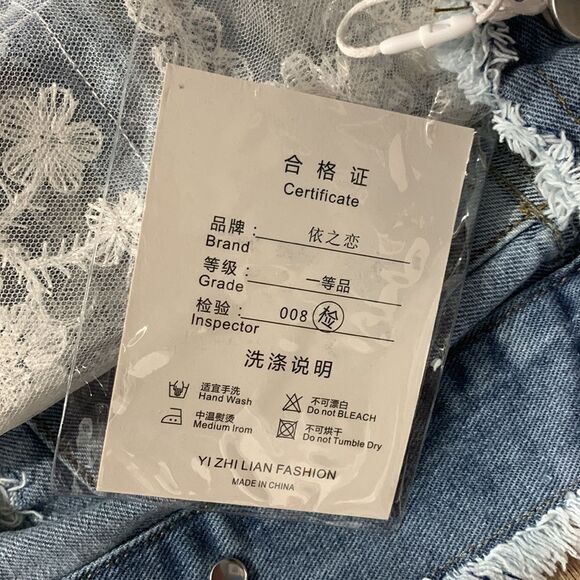 合格证
Certificate
品牌： 依之恋
Brand
等级： 一等品
Grade
检验： 008 检
Inspector
洗涤说明
适宜手洗
Hand Wash
不可漂白
Do not BLEACH
中温熨烫
Medium Irom
不可烘干
Do not Tumble Dry
YI ZHI LIAN FASHION
MADE IN CHINA